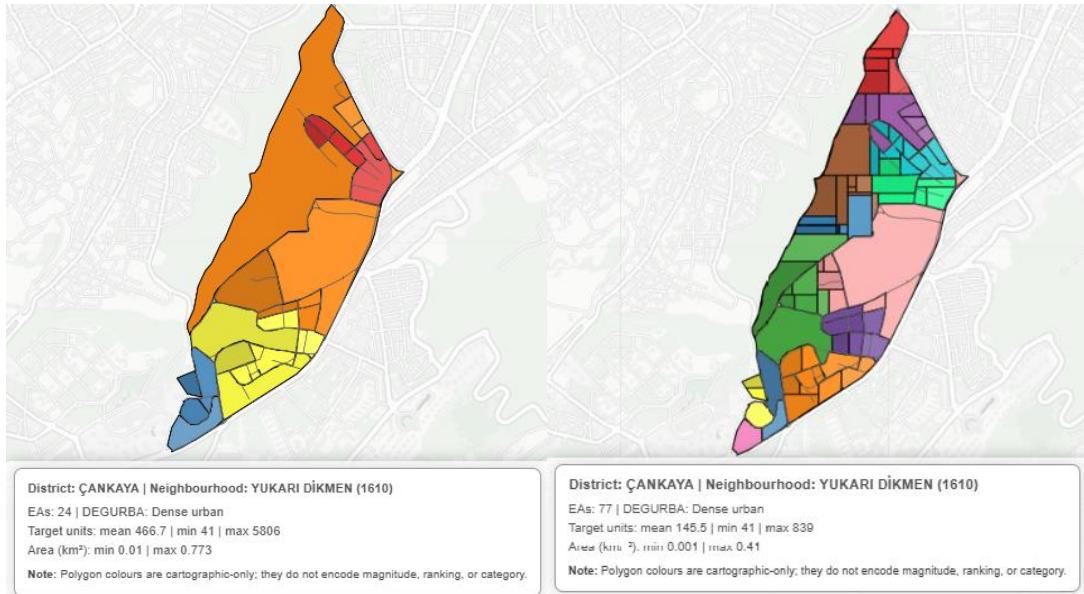 District: ÇANKAYA | Neighbourhood: YUKARI DİKMEN (1610)
EAs: 24 | DEGURBA: Dense urban
Target units: mean 466.7 | min 41 | max 5806
Area (km²): min 0.01 | max 0.773
Note: Polygon colours are cartographic-only; they do not encode magnitude, ranking, or category.
District: ÇANKAYA | Neighbourhood: YUKARI DİKMEN (1610)
EAs: 77 | DEGURBA: Dense urban
Target units: mean 145.5 | min 41 | max 839
Area (km²): min 0.001 | max 0.41
Note: Polygon colours are cartographic-only; they do not encode magnitude, ranking, or category.